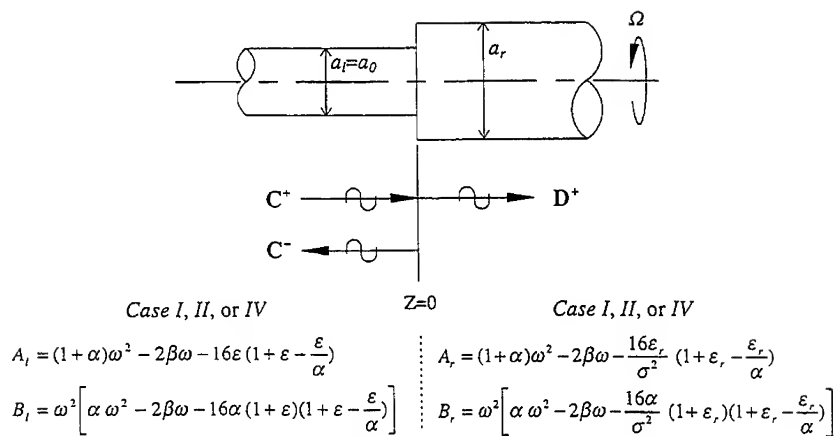 Ω
a_l=a_0
a_r
C⁺
D⁺
C⁻
Z=0
Case I, II, or IV
Case I, II, or IV
A_l = (1+α)ω² − 2βω − 16ε (1+ε − ε/α)
A_r = (1+α)ω² − 2βω − 16ε_r/σ² (1+ε_r − ε_r/α)
B_l = ω² [α ω² − 2βω − 16α (1+ε)(1+ε − ε/α)]
B_r = ω² [α ω² − 2βω − 16α/σ² (1+ε_r)(1+ε_r − ε_r/α)]